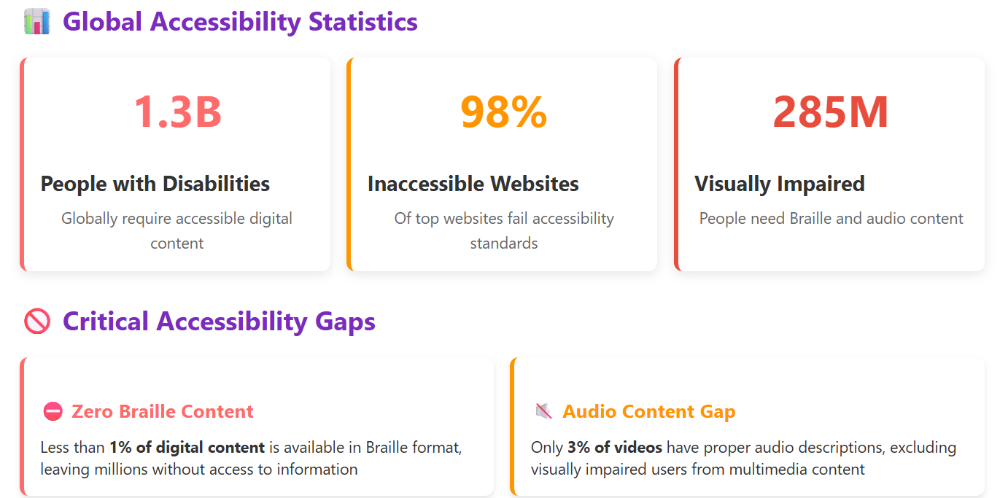 Global Accessibility Statistics
1.3B
People with Disabilities
Globally require accessible digital
content
98%
Inaccessible Websites
Of top websites fail accessibility
standards
285M
Visually Impaired
People need Braille and audio content
Critical Accessibility Gaps
Zero Braille Content
Less than 1% of digital content is available in Braille format,
leaving millions without access to information
Audio Content Gap
Only 3% of videos have proper audio descriptions, excluding
visually impaired users from multimedia content